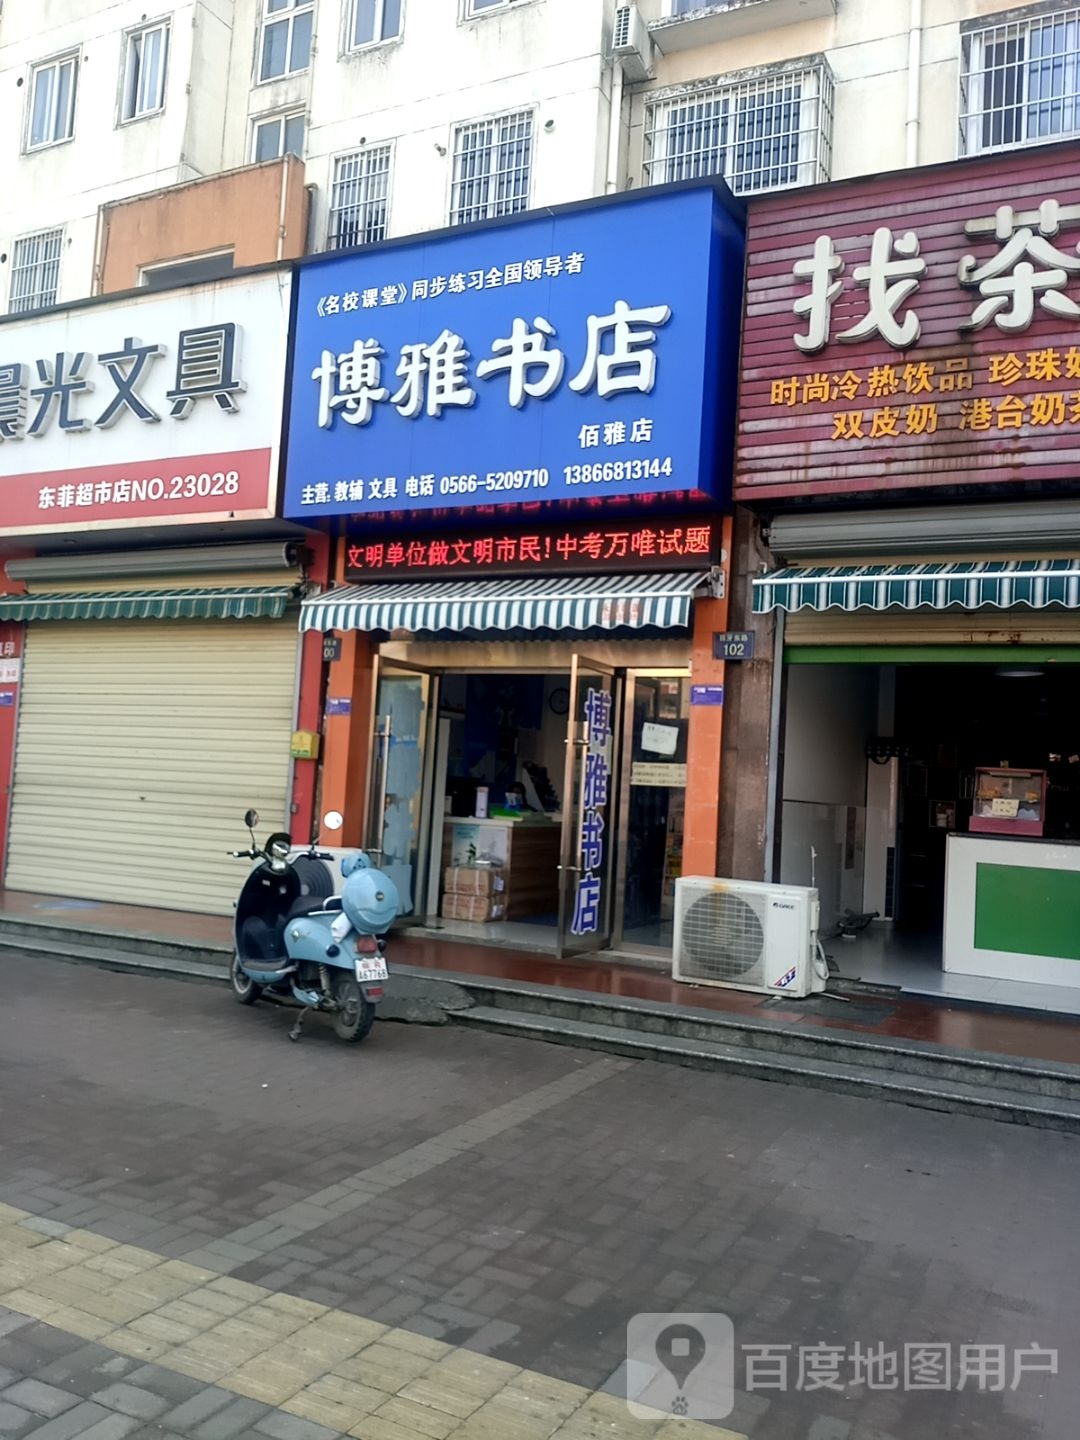 晨光文具
东菲超市店NO.23028
《名校课堂》同步练习全国领导者
博雅书店
佰雅店
主营:教辅 文具 电话 0566-5209710 13866813144
文明单位做文明市民!中考万唯试题
找茶
时尚冷热饮品 珍珠奶
双皮奶 港台奶茶
102
博雅书店
GREE
A67768
百度地图用户